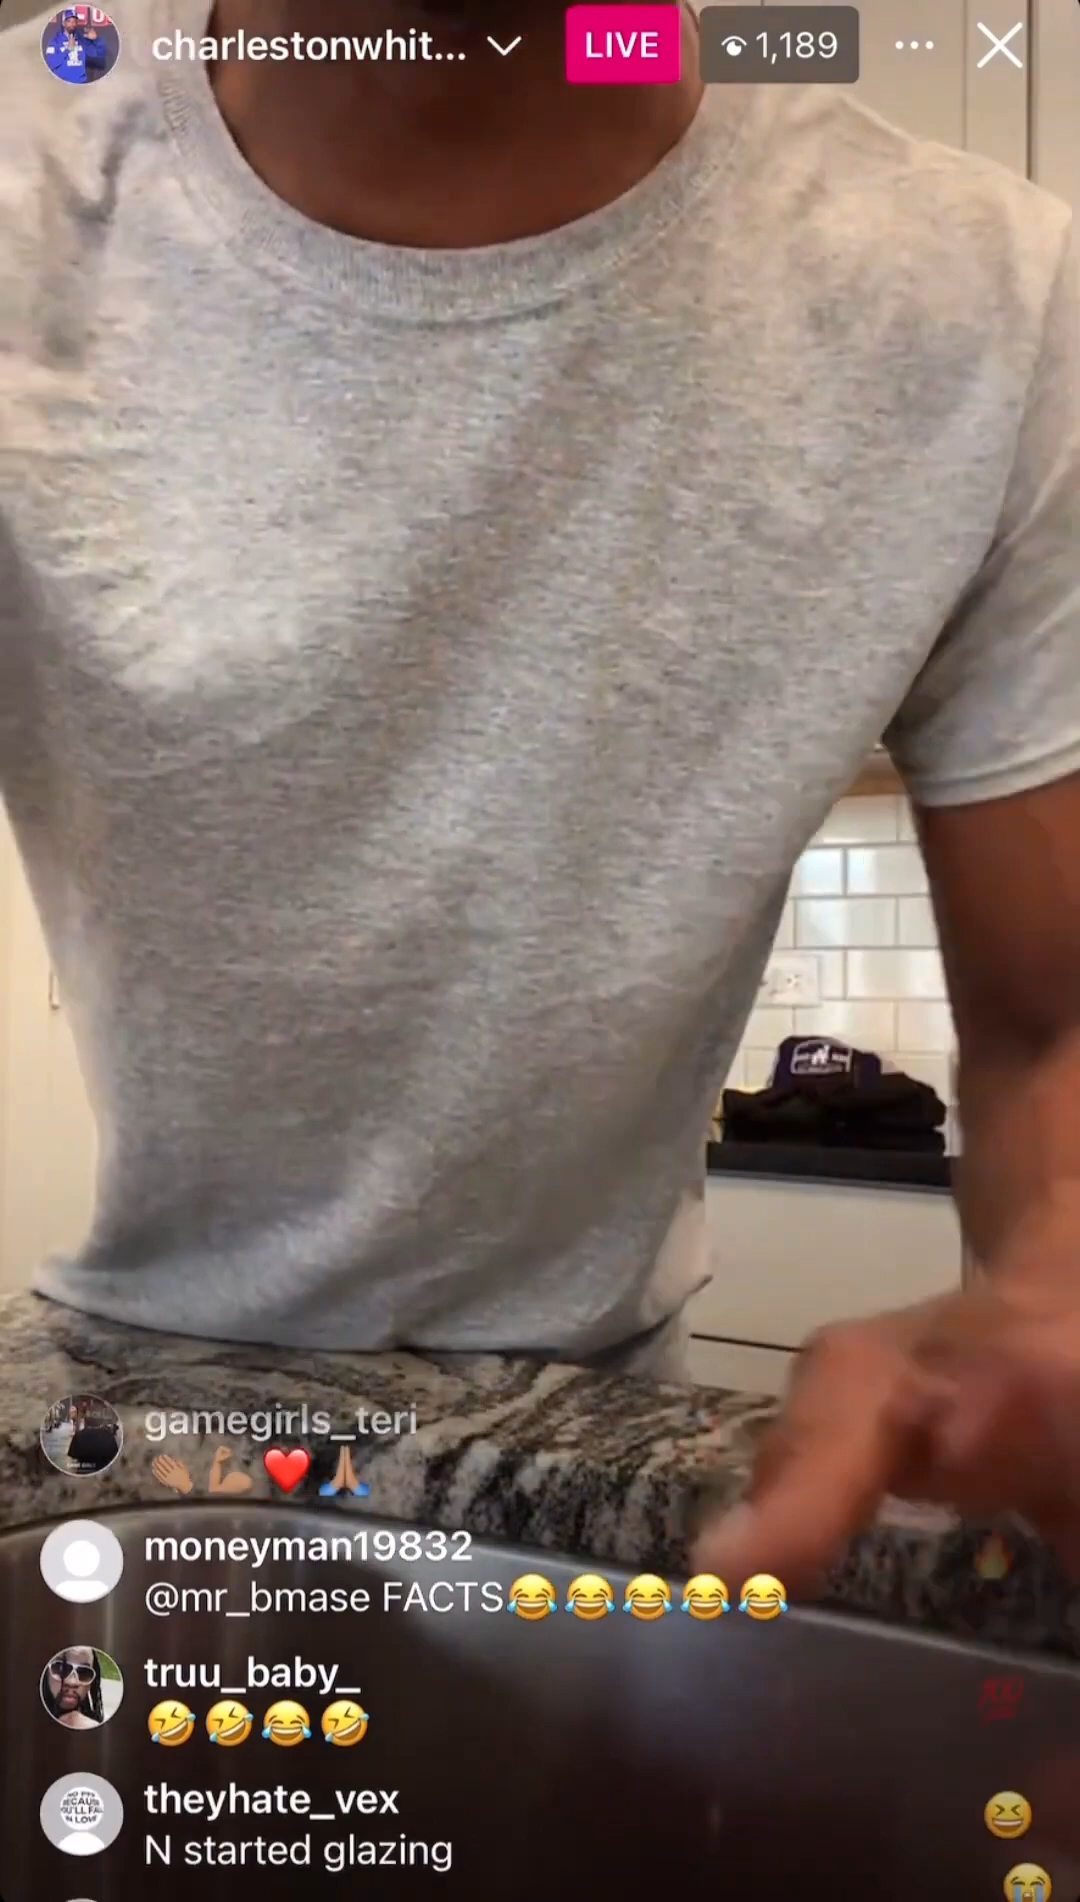 charlestonwhit...
LIVE
1,189
gamegirls_teri
👏🏽 💪🏽 ❤️ 🙏🏽
moneyman19832
@mr_bmase FACTS😂😂😂😂😂
truu_baby_
🤣🤣😂🤣
theyhate_vex
N started glazing